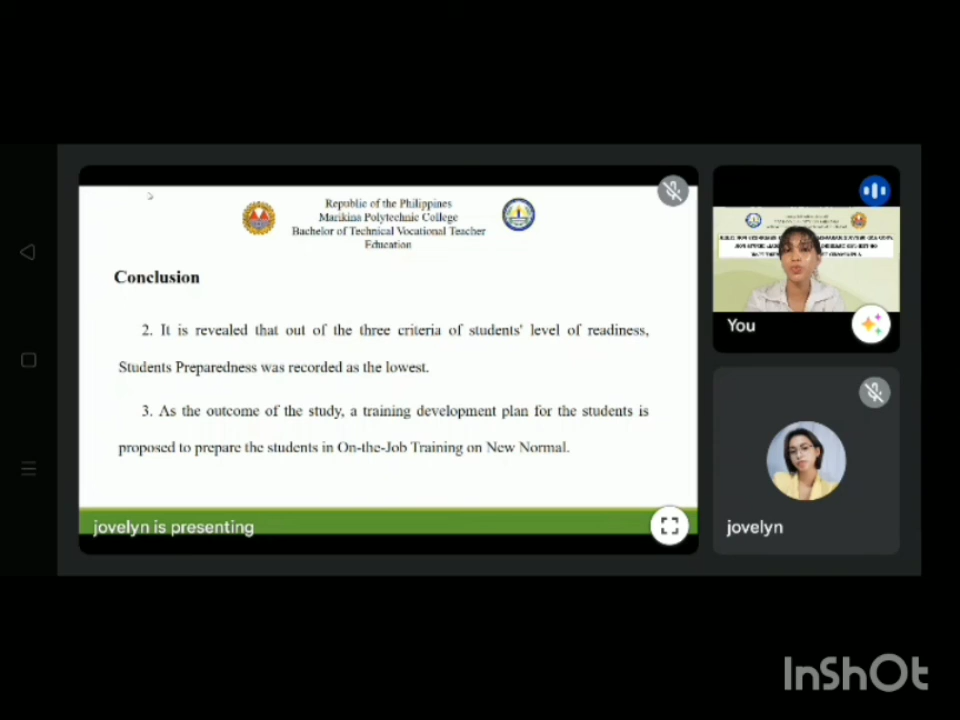 Republic of the Philippines
Marikina Polytechnic College
Bachelor of Technical Vocational Teacher
Education
Conclusion
2. It is revealed that out of the three criteria of students' level of readiness,
Students Preparedness was recorded as the lowest.
3. As the outcome of the study, a training development plan for the students is
proposed to prepare the students in On-the-Job Training on New Normal.
jovelyn is presenting
You
jovelyn
InShOt